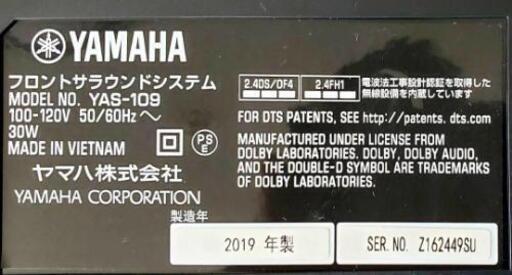 YAMAHA
フロントサラウンドシステム
MODEL NO. YAS-109
100-120V 50/60Hz～
30W
MADE IN VIETNAM
PS
E
ヤマハ株式会社
YAMAHA CORPORATION
2.4DS/OF4 2.4FH1 電波法工事設計認証を取得した
無線設備を内蔵しています
FOR DTS PATENTS, SEE http://patents. dts.com
MANUFACTURED UNDER LICENSE FROM
DOLBY LABORATORIES. DOLBY, DOLBY AUDIO,
AND THE DOUBLE-D SYMBOL ARE TRADEMARKS
OF DOLBY LABORATORIES.
製造年
2019 年製
SER. NO. Z162449SU